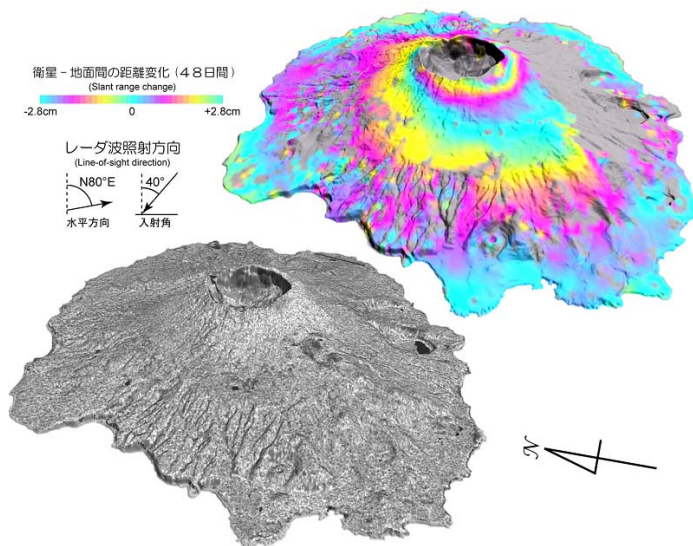 衛星 - 地面間の距離変化 (４８日間)
(Slant range change)
-2.8cm 0 +2.8cm
レーダ波照射方向
(Line-of-sight direction)
N80°E 40°
水平方向 入射角
N